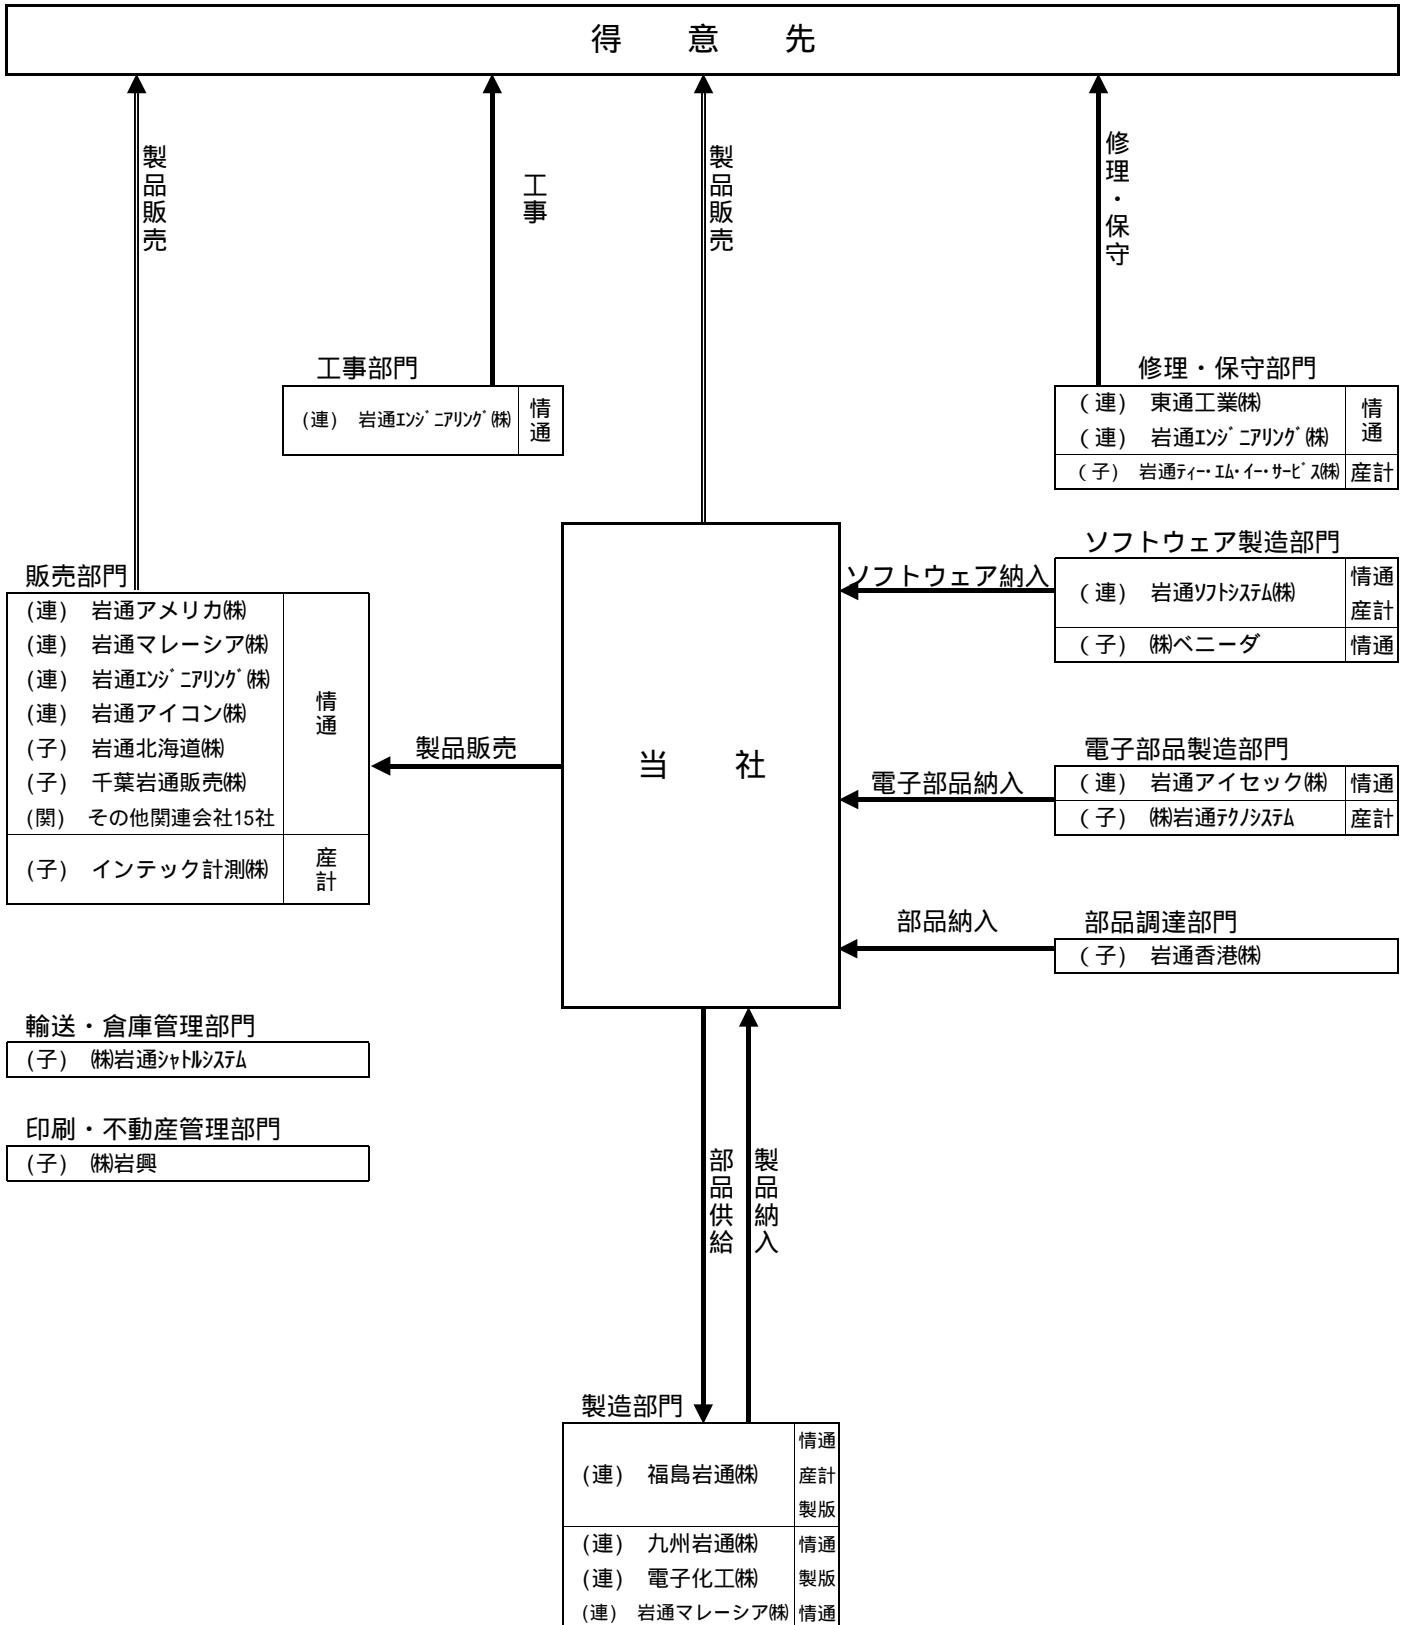 得　意　先
製品販売
工事
製品販売
修理・保守
工事部門
(連)　岩通ｴﾝｼﾞﾆｱﾘﾝｸﾞ㈱　情通
修理・保守部門
(連)　東通工業㈱　情通
(連)　岩通ｴﾝｼﾞﾆｱﾘﾝｸﾞ㈱
(子)　岩通ﾃｨｰ･ｴﾑ･ｲｰ･ｻｰﾋﾞｽ㈱　産計
ソフトウェア製造部門
(連)　岩通ｿﾌﾄｼｽﾃﾑ㈱　情通
産計
(子)　㈱ベニーダ　情通
ソフトウェア納入
販売部門
(連)　岩通アメリカ㈱
(連)　岩通マレーシア㈱
(連)　岩通ｴﾝｼﾞﾆｱﾘﾝｸﾞ㈱
(連)　岩通アイコン㈱　情通
(子)　岩通北海道㈱
(子)　千葉岩通販売㈱
(関)　その他関連会社15社
(子)　インテック計測㈱　産計
製品販売
当　社
電子部品製造部門
電子部品納入
(連)　岩通アイセック㈱　情通
(子)　㈱岩通ﾃｸﾉｼｽﾃﾑ　産計
部品納入
部品調達部門
(子)　岩通香港㈱
輸送・倉庫管理部門
(子)　㈱岩通ｼｬﾄﾙｼｽﾃﾑ
印刷・不動産管理部門
(子)　㈱岩興
部品供給
製品納入
製造部門
(連)　福島岩通㈱　情通
産計
製版
(連)　九州岩通㈱　情通
(連)　電子化工㈱　製版
(連)　岩通マレーシア㈱　情通